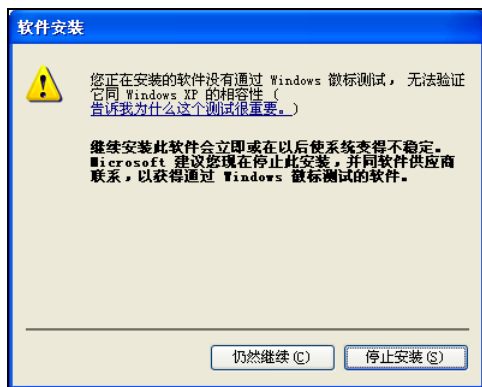 软件安装
您正在安装的软件没有通过 Windows 徽标测试， 无法验证
它同 Windows XP 的相容性（
告诉我为什么这个测试很重要。）
继续安装此软件会立即或在以后使系统变得不稳定。
Microsoft 建议您现在停止此安装，并同软件供应商
联系，以获得通过 Windows 徽标测试的软件。
仍然继续(C)
停止安装(S)